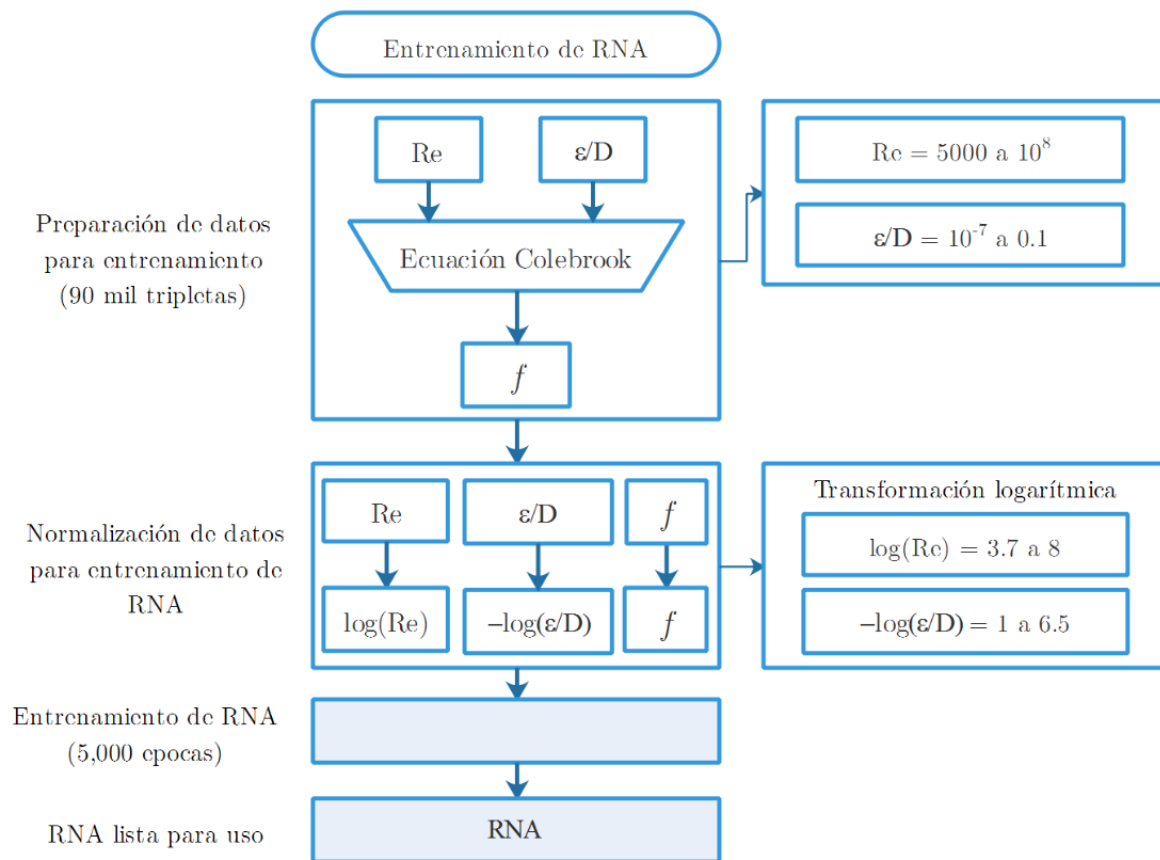 Entrenamiento de RNA
Preparación de datos
para entrenamiento
(90 mil tripletas)
Re
ε/D
Ecuación Colebrook
f
Re = 5000 a 10⁸
ε/D = 10⁻⁷ a 0.1
Normalización de datos
para entrenamiento de
RNA
Re
ε/D
f
log(Re)
−log(ε/D)
f
Transformación logarítmica
log(Re) = 3.7 a 8
−log(ε/D) = 1 a 6.5
Entrenamiento de RNA
(5,000 epocas)
RNA lista para uso
RNA